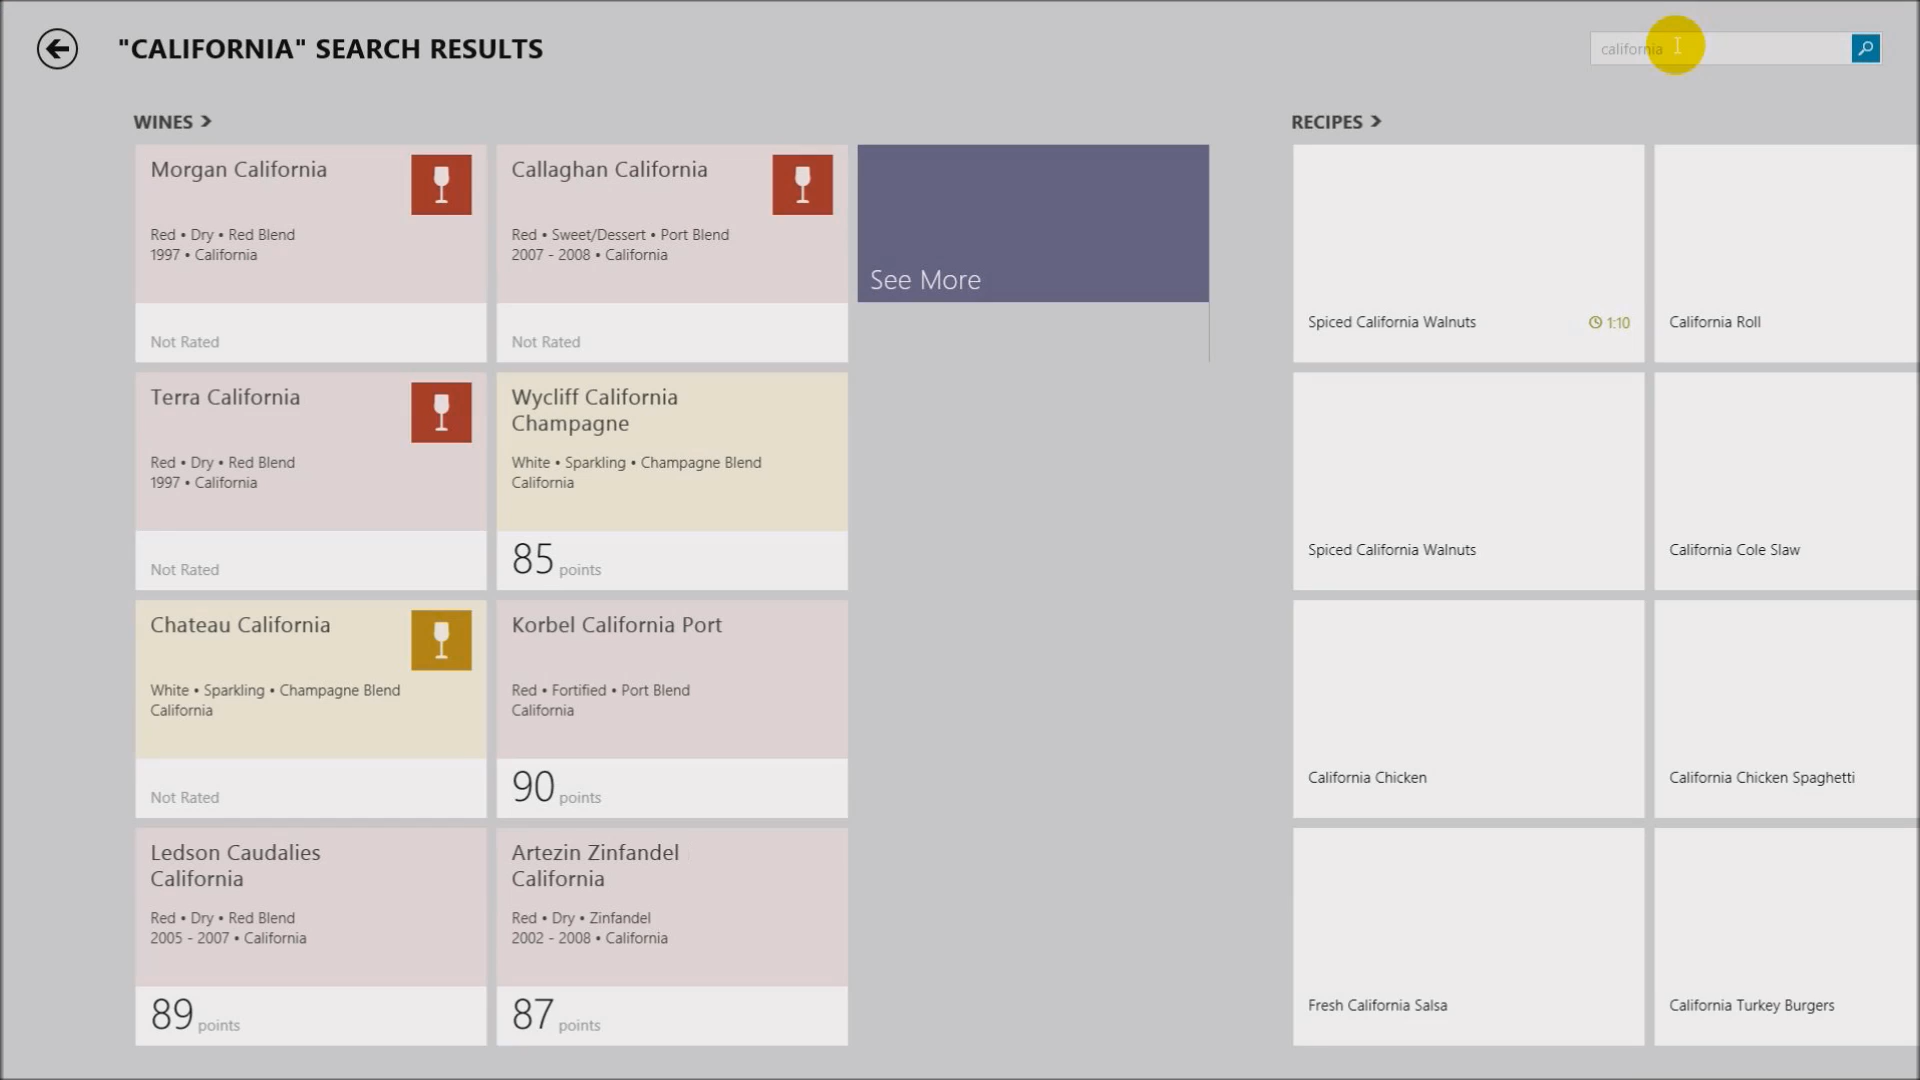 "CALIFORNIA" SEARCH RESULTS
california
WINES
Morgan California
Red • Dry • Red Blend
1997 • California
Not Rated
Callaghan California
Red • Sweet/Dessert • Port Blend
2007 - 2008 • California
Not Rated
See More
Terra California
Red • Dry • Red Blend
1997 • California
Not Rated
Wycliff California
Champagne
White • Sparkling • Champagne Blend
California
85 points
Chateau California
White • Sparkling • Champagne Blend
California
Not Rated
Korbel California Port
Red • Fortified • Port Blend
California
90 points
Ledson Caudalies
California
Red • Dry • Red Blend
2005 - 2007 • California
89 points
Artezin Zinfandel
California
Red • Dry • Zinfandel
2002 - 2008 • California
87 points
RECIPES
Spiced California Walnuts 1:10
California Roll
Spiced California Walnuts
California Cole Slaw
California Chicken
California Chicken Spaghetti
Fresh California Salsa
California Turkey Burgers